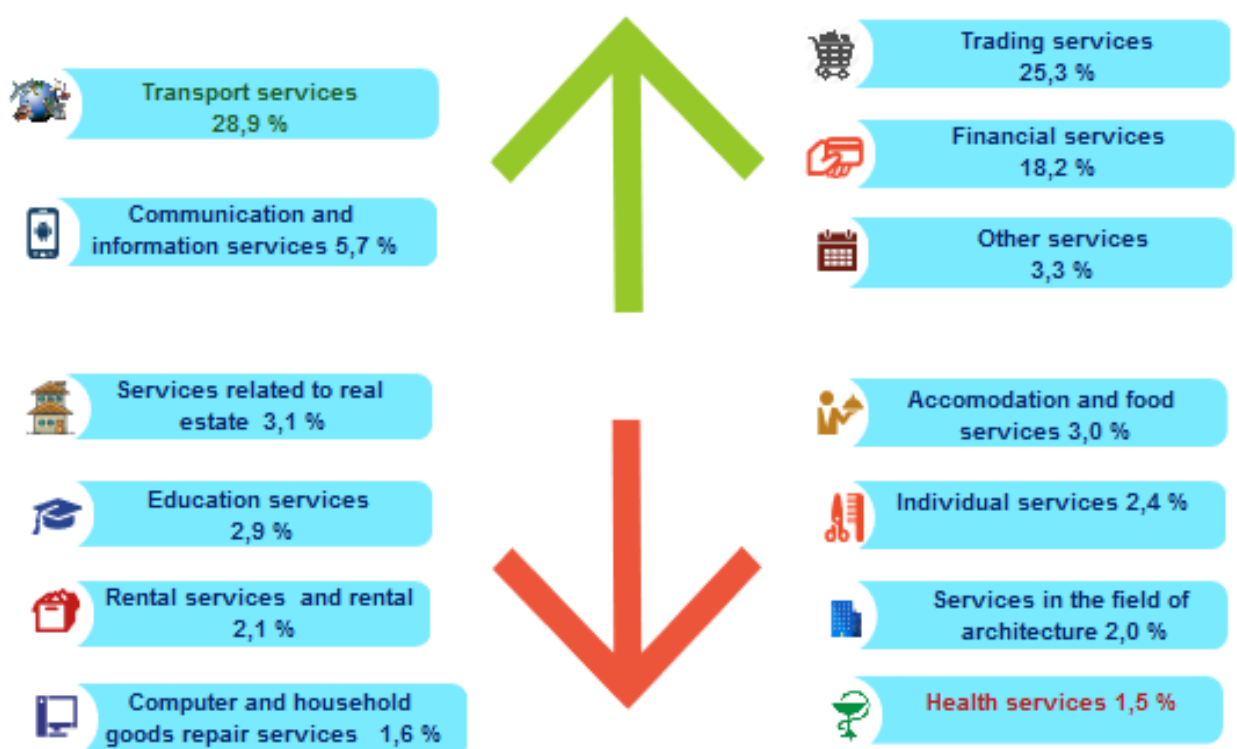 Transport services
28,9 %
Communication and
information services 5,7 %
Trading services
25,3 %
Financial services
18,2 %
Other services
3,3 %
Services related to real
estate 3,1 %
Education services
2,9 %
Rental services and rental
2,1 %
Computer and household
goods repair services 1,6 %
Accomodation and food
services 3,0 %
Individual services 2,4 %
Services in the field of
architecture 2,0 %
Health services 1,5 %